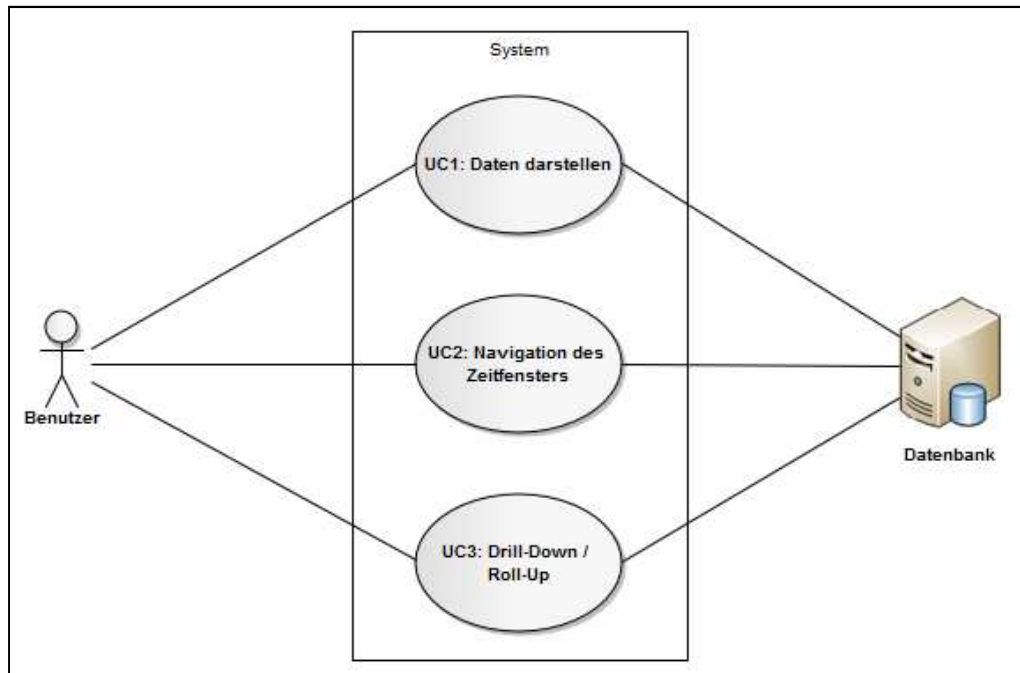 System
UC1: Daten darstellen
UC2: Navigation des
Zeitfensters
Benutzer
Datenbank
UC3: Drill-Down /
Roll-Up